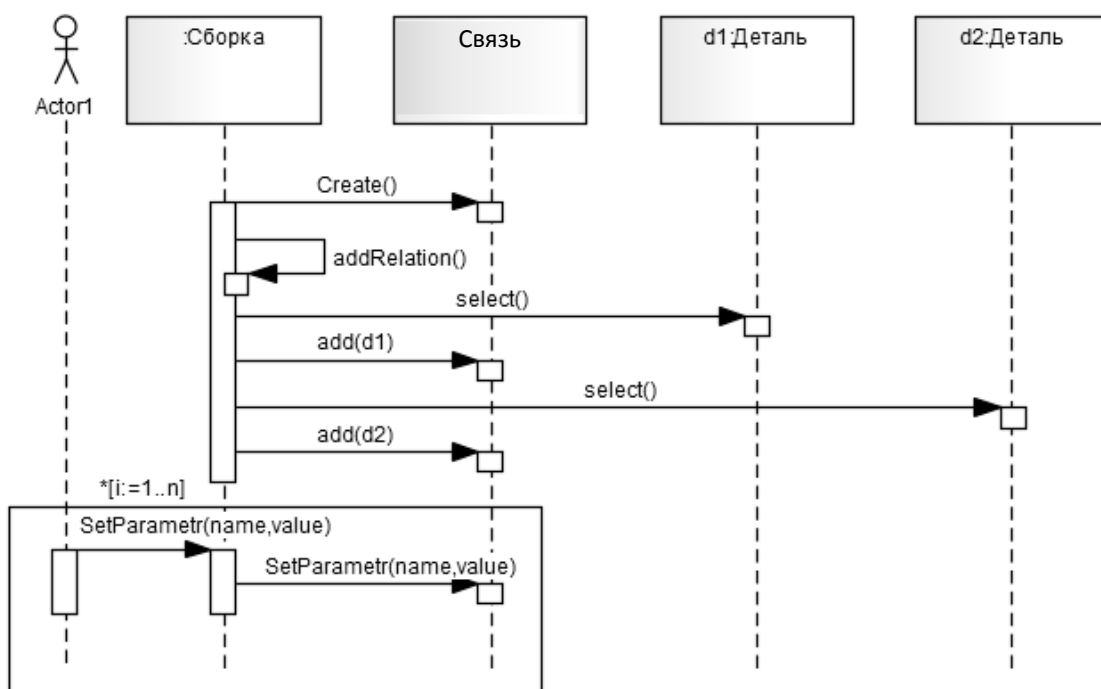 :Сборка
Связь
d1:Деталь
d2:Деталь
Actor1
Create()
addRelation()
select()
add(d1)
select()
add(d2)
*[i:=1..n]
SetParametr(name,value)
SetParametr(name,value)